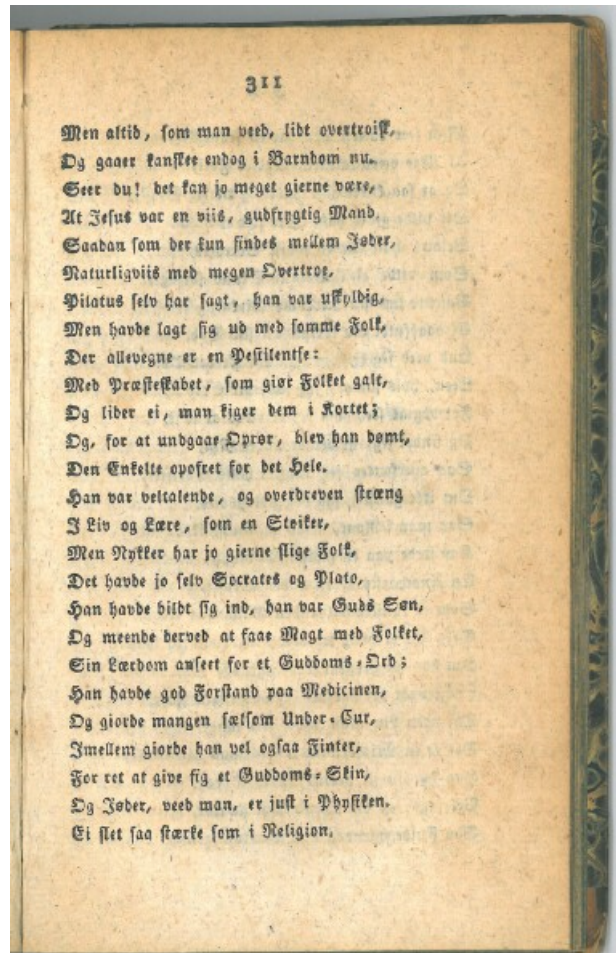 311
Men altid, som man veed, lidt overtroisk,
Og gaaer kanskee endog i Barndom nu.
Seer du! det kan jo meget gierne være,
At Jesus var en viis, gudfrygtig Mand
Saadan som der kun findes mellem Jøder,
Naturligviis med megen Overtroe,
Pilatus selv har sagt, han var uskyldig,
Men havde lagt sig ud med somme Folk,
Der allevegne er en Pestilentse:
Med Præsteskabet, som giør Folket galt,
Og lider ei, man kiger dem i Kortet;
Og, for at undgaae Oprør, blev han dømt,
Den Enkelte opofret for det Hele.
Han var veltalende, og overdreven stræng
I Liv og Lære, som en Stoiker,
Men Nykker har jo gierne slige Folk,
Det havde jo selv Socrates og Plato,
Han havde bildt sig ind, han var Guds Søn,
Og meende derved at faae Magt med Folket,
Sin Lærdom anseet for et Guddoms-Ord;
Han havde god Forstand paa Medicinen,
Og giorde mangen sælsom Under-Cur,
Imellem giorde han vel ogsaa Finter,
For ret at give sig et Guddoms-Skin,
Og Jøder, veed man, er just i Physiken.
Ei slet saa stærke som i Religion.